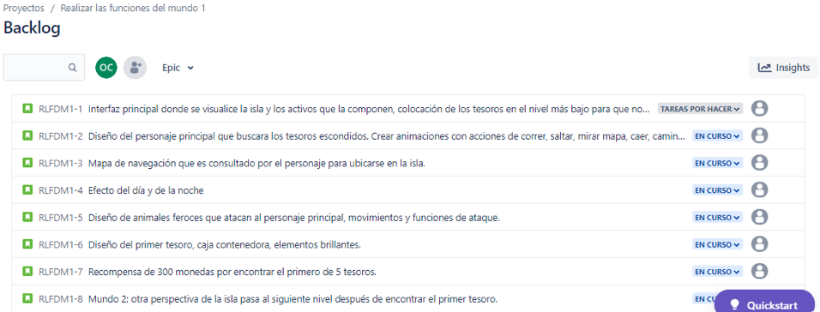 Proyectos / Realizar las funciones del mundo 1
Backlog
OC Epic Insights
RLFDM1-1 Interfaz principal donde se visualice la isla y los activos que la componen, colocación de los tesoros en el nivel más bajo para que no... TAREAS POR HACER
RLFDM1-2 Diseño del personaje principal que buscara los tesoros escondidos. Crear animaciones con acciones de correr, saltar, mirar mapa, caer, camin... EN CURSO
RLFDM1-3 Mapa de navegación que es consultado por el personaje para ubicarse en la isla. EN CURSO
RLFDM1-4 Efecto del día y de la noche EN CURSO
RLFDM1-5 Diseño de animales feroces que atacan al personaje principal, movimientos y funciones de ataque. EN CURSO
RLFDM1-6 Diseño del primer tesoro, caja contenedora, elementos brillantes. EN CURSO
RLFDM1-7 Recompensa de 300 monedas por encontrar el primero de 5 tesoros. EN CURSO
RLFDM1-8 Mundo 2: otra perspectiva de la isla pasa al siguiente nivel después de encontrar el primer tesoro. EN
Quickstart